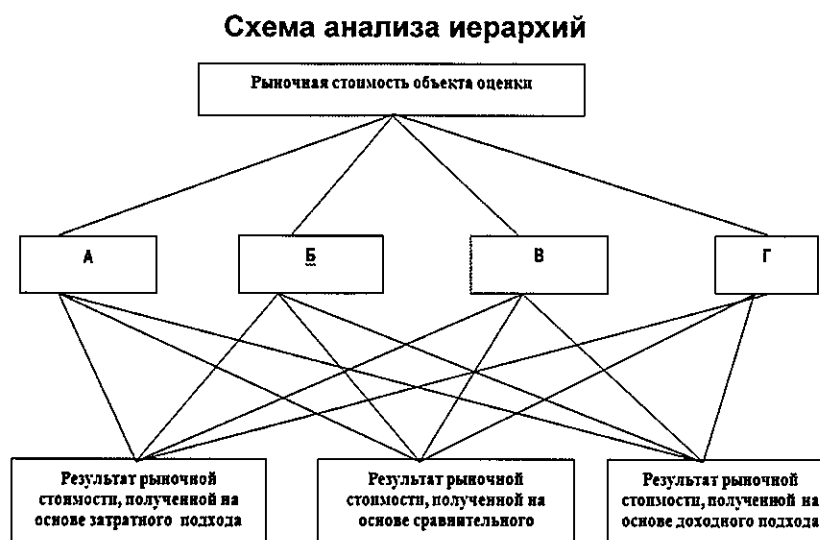 Схема анализа иерархий
Рыночная стоимость объекта оценки
А
Б
В
Г
Результат рыночной
стоимости, полученной на
основе затратного подхода
Результат рыночной
стоимости, полученной на
основе сравнительного
Результат рыночной
стоимости, полученной на
основе доходного подхода